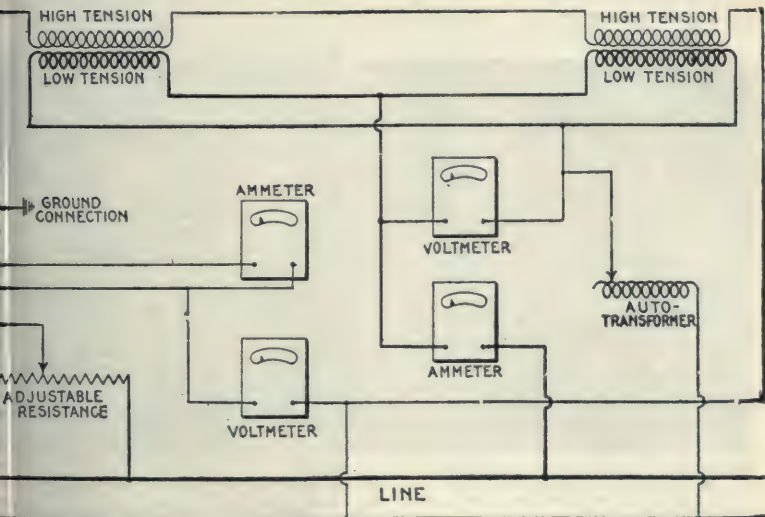 HIGH TENSION
LOW TENSION
HIGH TENSION
LOW TENSION
GROUND
CONNECTION
AMMETER
VOLTMETER
AUTO-
TRANSFORMER
AMMETER
ADJUSTABLE
RESISTANCE
VOLTMETER
LINE